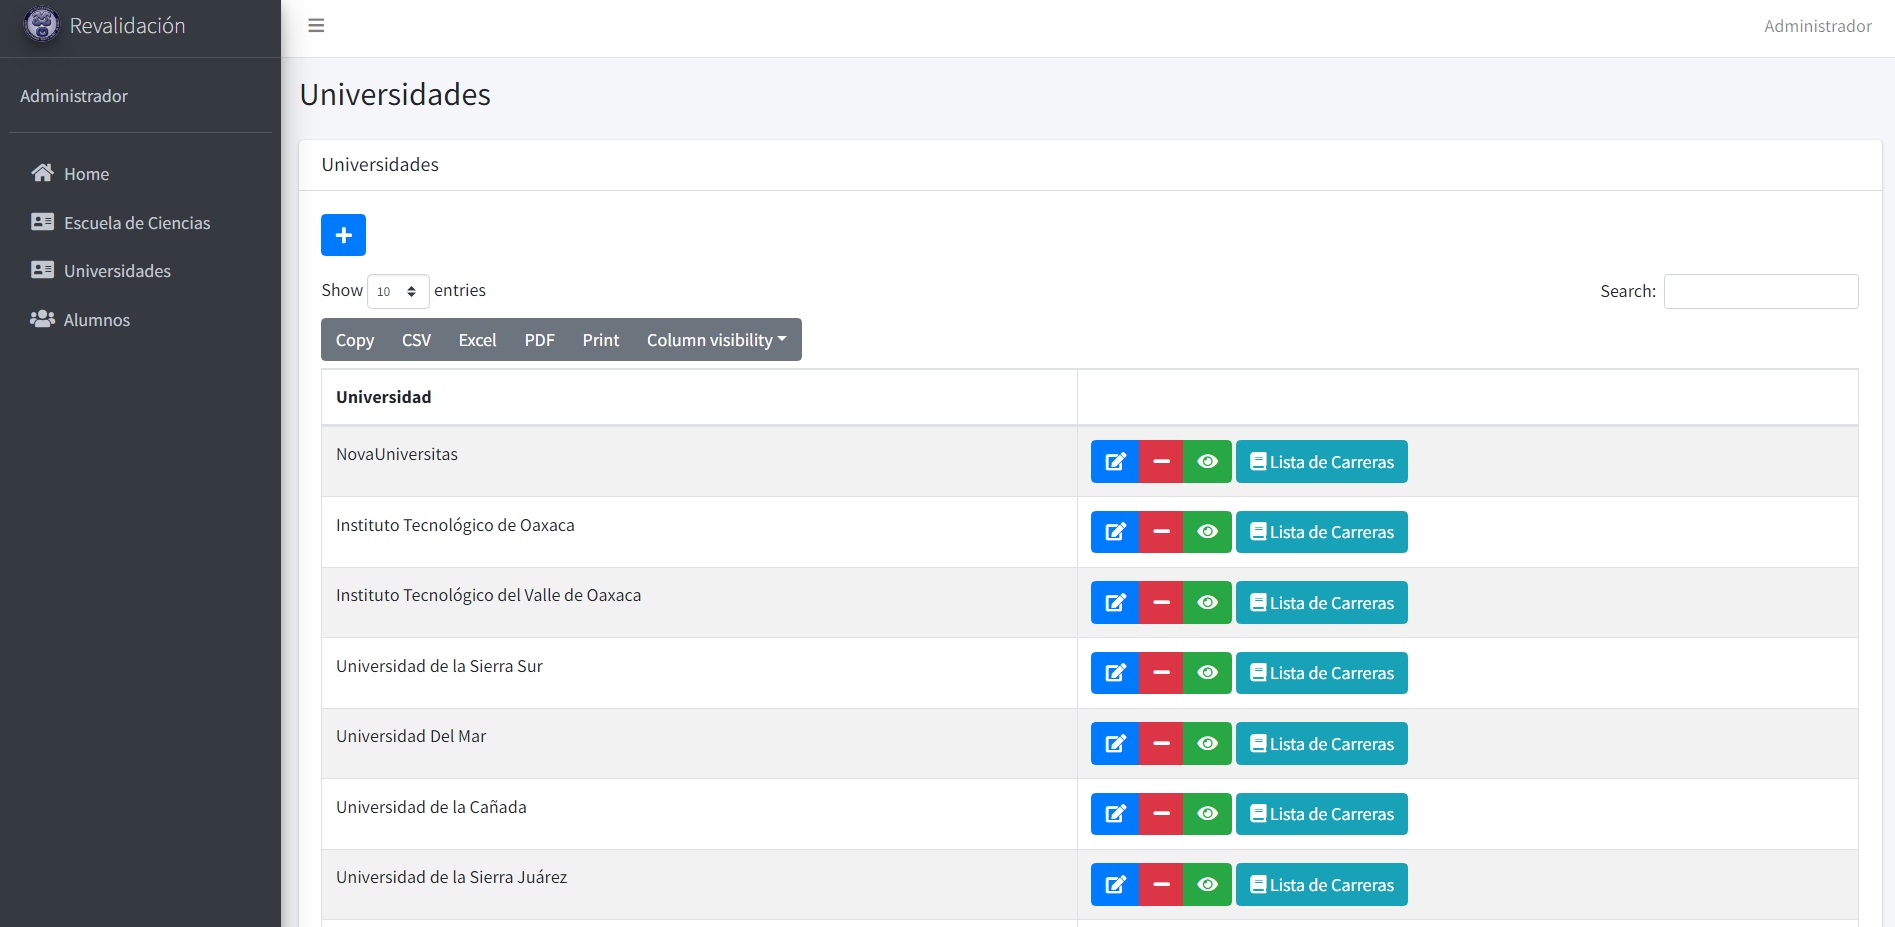 Revalidación
Administrador
Administrador
Home
Escuela de Ciencias
Universidades
Alumnos
Universidades
Universidades
Show 10 entries
Search:
Copy CSV Excel PDF Print Column visibility
Universidad
NovaUniversitas Lista de Carreras
Instituto Tecnológico de Oaxaca Lista de Carreras
Instituto Tecnológico del Valle de Oaxaca Lista de Carreras
Universidad de la Sierra Sur Lista de Carreras
Universidad Del Mar Lista de Carreras
Universidad de la Cañada Lista de Carreras
Universidad de la Sierra Juárez Lista de Carreras